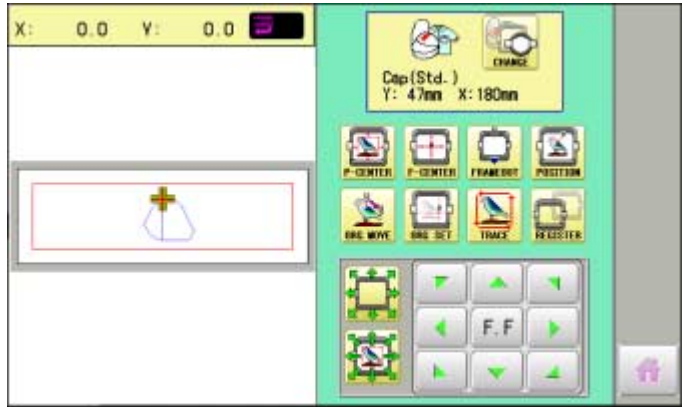 X: 0.0 Y: 0.0
CHANGE
Cap(Std.)
Y: 47mm X:180mm
P-CENTER F-CENTER FRAMEOUT POSITION
ORG MOVE ORG SET TRACE REGISTER
F.F